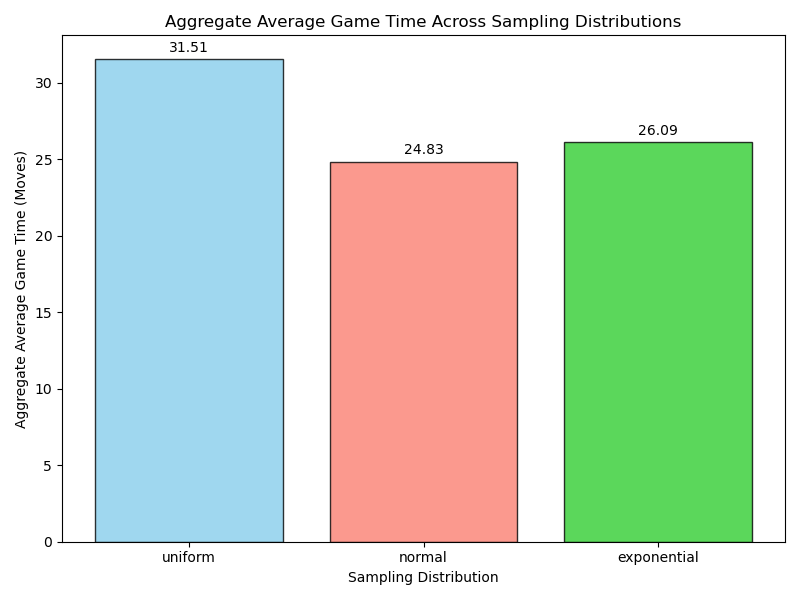 Aggregate Average Game Time Across Sampling Distributions
Aggregate Average Game Time (Moves)
30
25
20
15
10
5
0
31.51
24.83
26.09
uniform
normal
exponential
Sampling Distribution